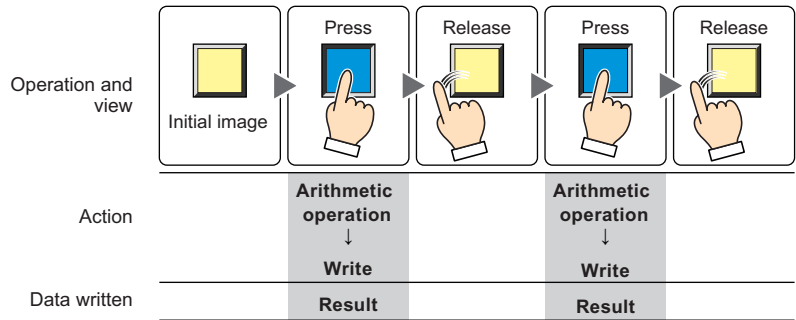 Press
Release
Press
Release
Operation and
view
Initial image
Action
Arithmetic
operation
↓
Write
Arithmetic
operation
↓
Write
Data written
Result
Result